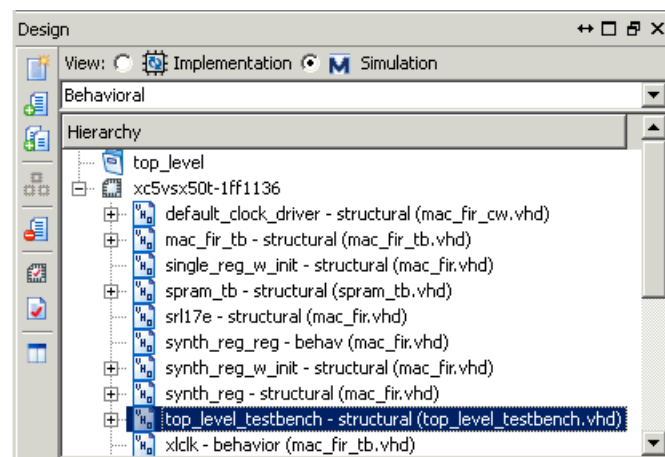 Design
View: Implementation Simulation
Behavioral
Hierarchy
top_level
xc5vsx50t-1ff1136
default_clock_driver - structural (mac_fir_cw.vhd)
mac_fir_tb - structural (mac_fir_tb.vhd)
single_reg_w_init - structural (mac_fir.vhd)
spram_tb - structural (spram_tb.vhd)
srl17e - structural (mac_fir.vhd)
synth_reg_reg - behav (mac_fir.vhd)
synth_reg_w_init - structural (mac_fir.vhd)
synth_reg - structural (mac_fir.vhd)
top_level_testbench - structural (top_level_testbench.vhd)
xlclk - behavior (mac_fir_tb.vhd)